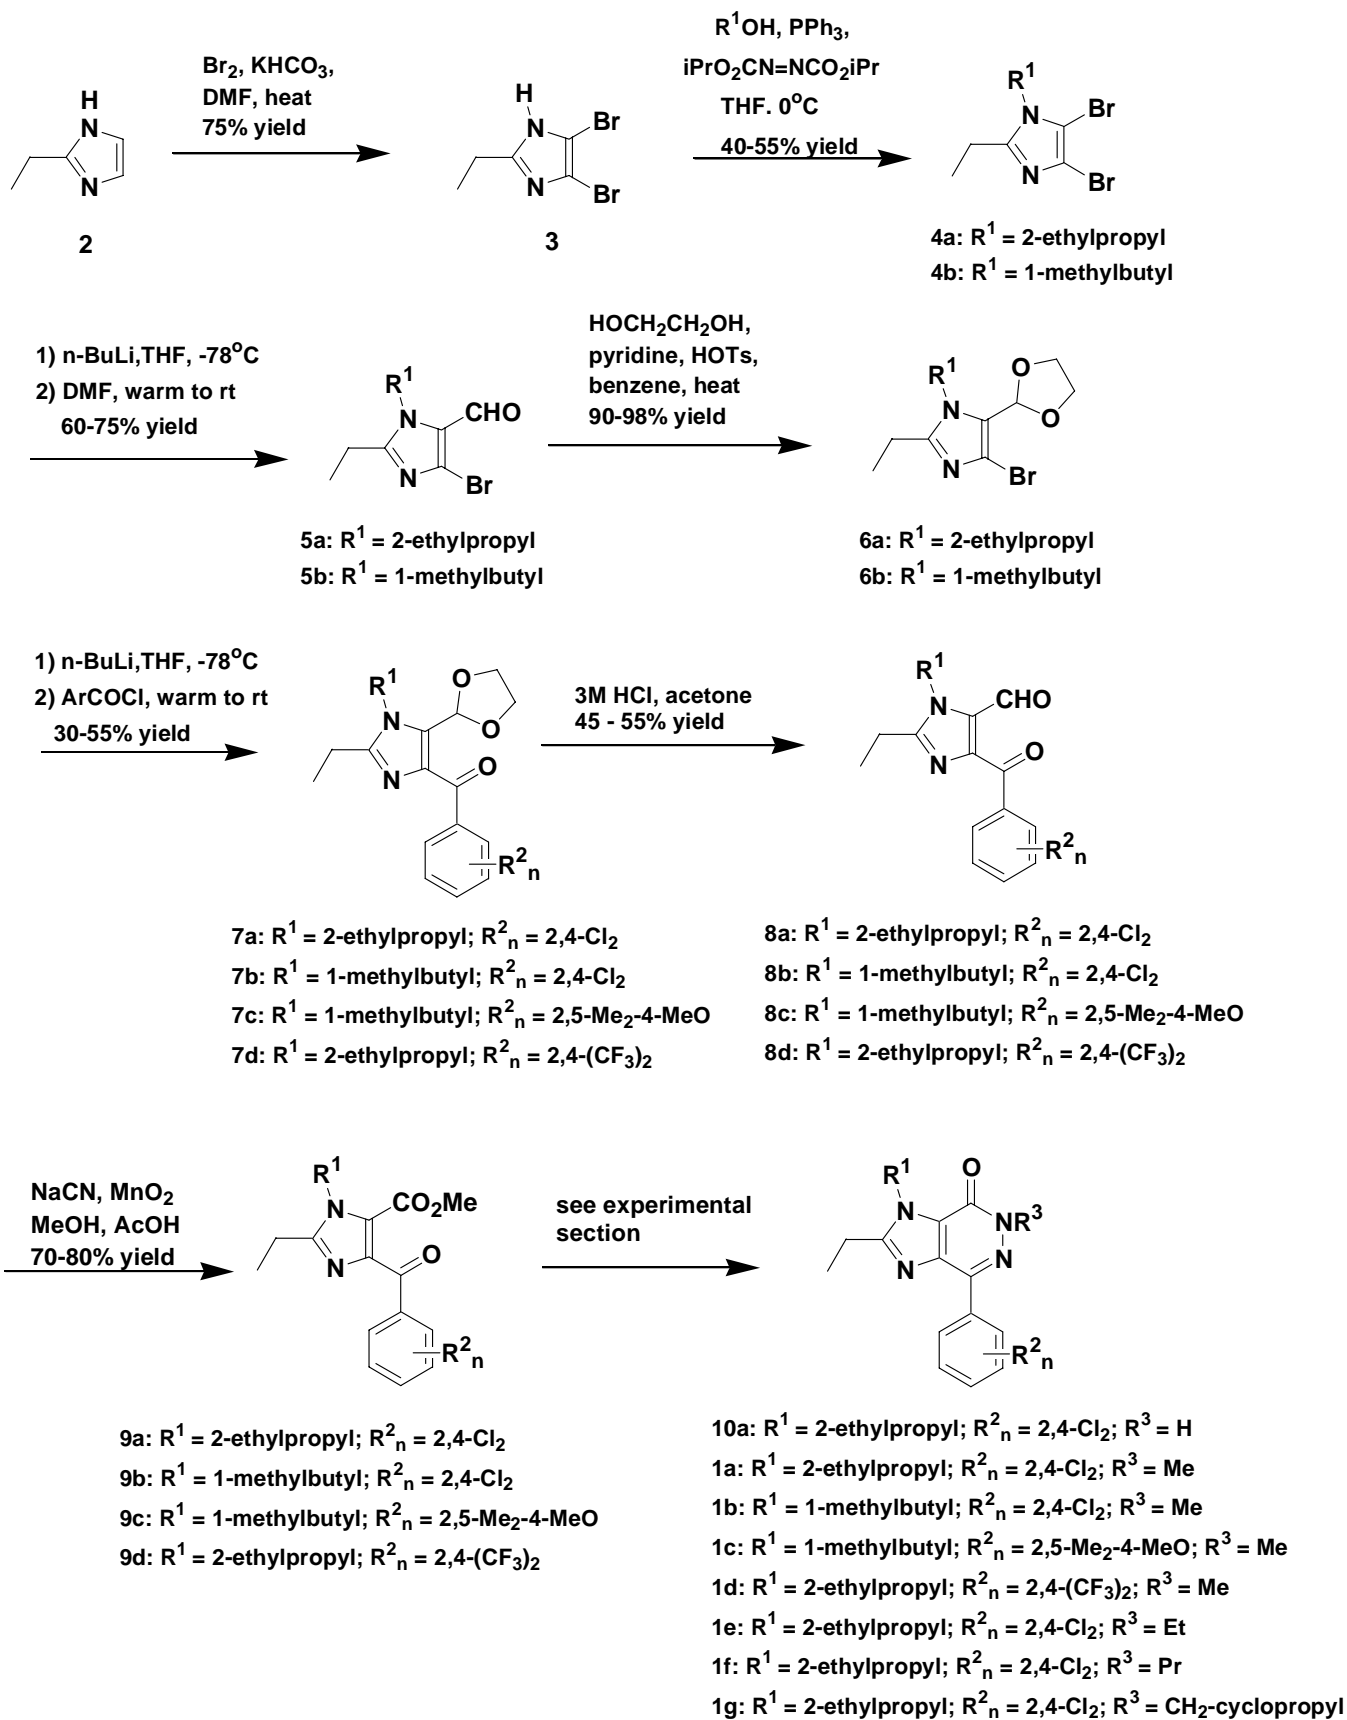 R¹OH, PPh₃,
Br₂, KHCO₃,
iPrO₂CN=NCO₂iPr
DMF, heat
THF. 0°C
75% yield
40-55% yield
H
N
N
2
H
N
N
Br
Br
3
R¹
N
N
Br
Br
4a: R¹ = 2-ethylpropyl
4b: R¹ = 1-methylbutyl
1) n-BuLi,THF, -78°C
2) DMF, warm to rt
60-75% yield
R¹
N
N
CHO
Br
HOCH₂CH₂OH,
pyridine, HOTs,
benzene, heat
90-98% yield
R¹
N
N
O
O
Br
5a: R¹ = 2-ethylpropyl
5b: R¹ = 1-methylbutyl
6a: R¹ = 2-ethylpropyl
6b: R¹ = 1-methylbutyl
1) n-BuLi,THF, -78°C
2) ArCOCl, warm to rt
30-55% yield
R¹
N
N
O
O
O
R²n
3M HCl, acetone
45 - 55% yield
R¹
N
N
CHO
O
R²n
7a: R¹ = 2-ethylpropyl; R²n = 2,4-Cl₂
7b: R¹ = 1-methylbutyl; R²n = 2,4-Cl₂
7c: R¹ = 1-methylbutyl; R²n = 2,5-Me₂-4-MeO
7d: R¹ = 2-ethylpropyl; R²n = 2,4-(CF₃)₂
8a: R¹ = 2-ethylpropyl; R²n = 2,4-Cl₂
8b: R¹ = 1-methylbutyl; R²n = 2,4-Cl₂
8c: R¹ = 1-methylbutyl; R²n = 2,5-Me₂-4-MeO
8d: R¹ = 2-ethylpropyl; R²n = 2,4-(CF₃)₂
NaCN, MnO₂
MeOH, AcOH
70-80% yield
R¹
N
N
CO₂Me
O
R²n
see experimental
section
R¹
N
N
O
NR³
N
R²n
9a: R¹ = 2-ethylpropyl; R²n = 2,4-Cl₂
9b: R¹ = 1-methylbutyl; R²n = 2,4-Cl₂
9c: R¹ = 1-methylbutyl; R²n = 2,5-Me₂-4-MeO
9d: R¹ = 2-ethylpropyl; R²n = 2,4-(CF₃)₂
10a: R¹ = 2-ethylpropyl; R²n = 2,4-Cl₂; R³ = H
1a: R¹ = 2-ethylpropyl; R²n = 2,4-Cl₂; R³ = Me
1b: R¹ = 1-methylbutyl; R²n = 2,4-Cl₂; R³ = Me
1c: R¹ = 1-methylbutyl; R²n = 2,5-Me₂-4-MeO; R³ = Me
1d: R¹ = 2-ethylpropyl; R²n = 2,4-(CF₃)₂; R³ = Me
1e: R¹ = 2-ethylpropyl; R²n = 2,4-Cl₂; R³ = Et
1f: R¹ = 2-ethylpropyl; R²n = 2,4-Cl₂; R³ = Pr
1g: R¹ = 2-ethylpropyl; R²n = 2,4-Cl₂; R³ = CH₂-cyclopropyl